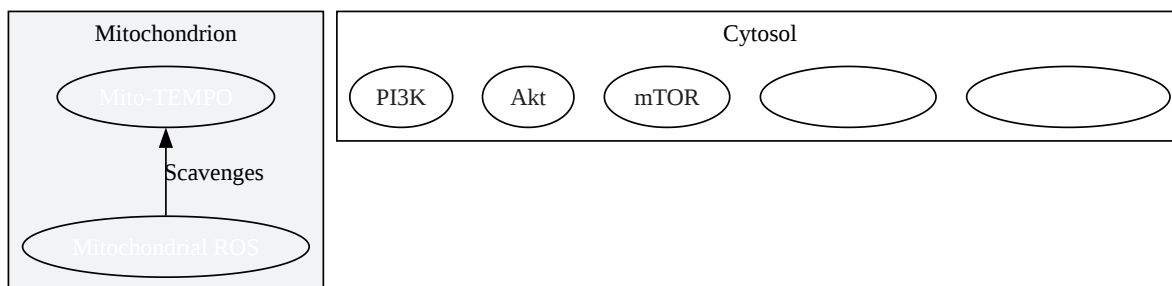 Mitochondrion
Cytosol
Mito-TEMPO
PI3K
Akt
mTOR
Scavenges
Mitochondrial ROS